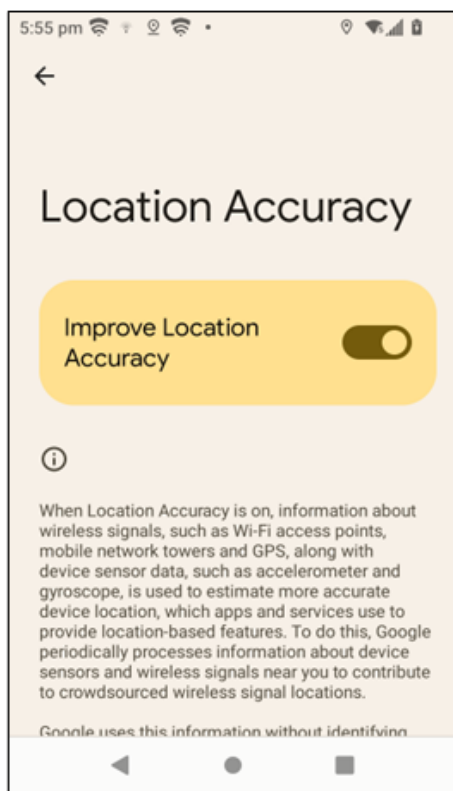 5:55 pm
Location Accuracy
Improve Location
Accuracy
When Location Accuracy is on, information about
wireless signals, such as Wi-Fi access points,
mobile network towers and GPS, along with
device sensor data, such as accelerometer and
gyroscope, is used to estimate more accurate
device location, which apps and services use to
provide location-based features. To do this, Google
periodically processes information about device
sensors and wireless signals near you to contribute
to crowdsourced wireless signal locations.
Google uses this information without identifying